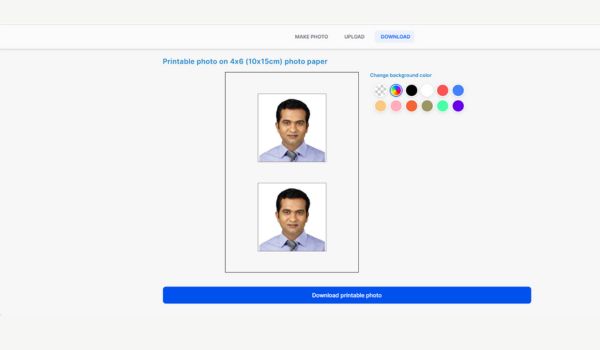 MAKE PHOTO UPLOAD DOWNLOAD
Printable photo on 4x6 (10x15cm) photo paper
Change background color
Download printable photo